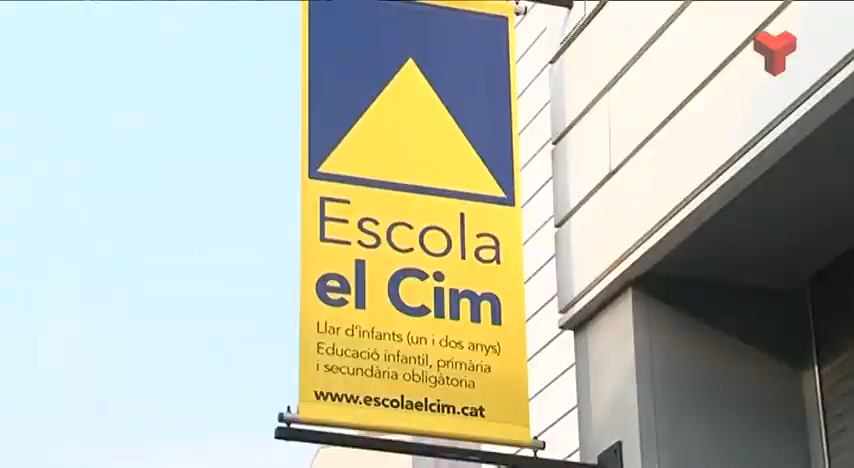 Escola
el Cim
Llar d'infants (un i dos anys)
Educació infantil, primària
i secundària obligatòria
www.escolaelcim.cat